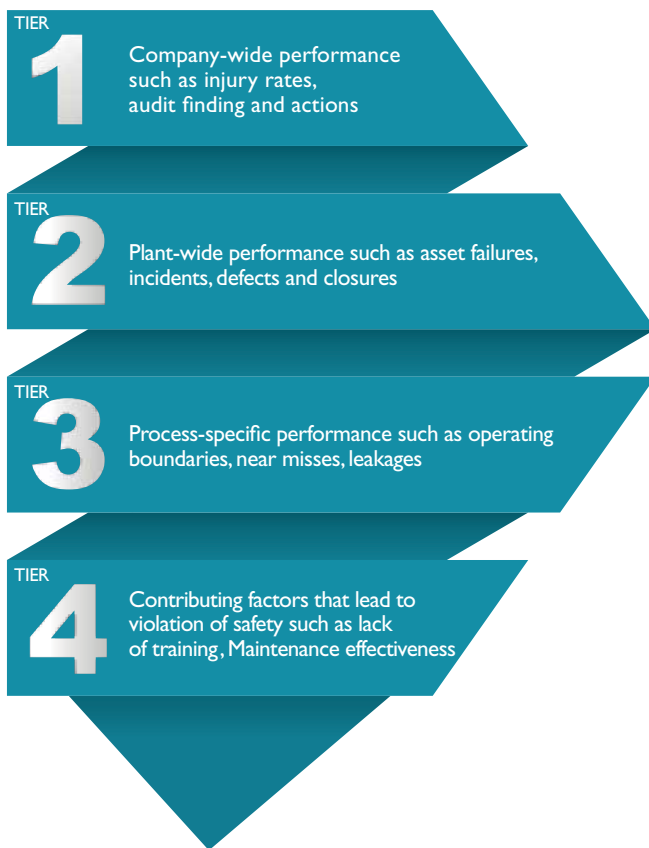 TIER
1
Company-wide performance
such as injury rates,
audit finding and actions
TIER
2
Plant-wide performance such as asset failures,
incidents, defects and closures
TIER
3
Process-specific performance such as operating
boundaries, near misses, leakages
TIER
4
Contributing factors that lead to
violation of safety such as lack
of training, Maintenance effectiveness